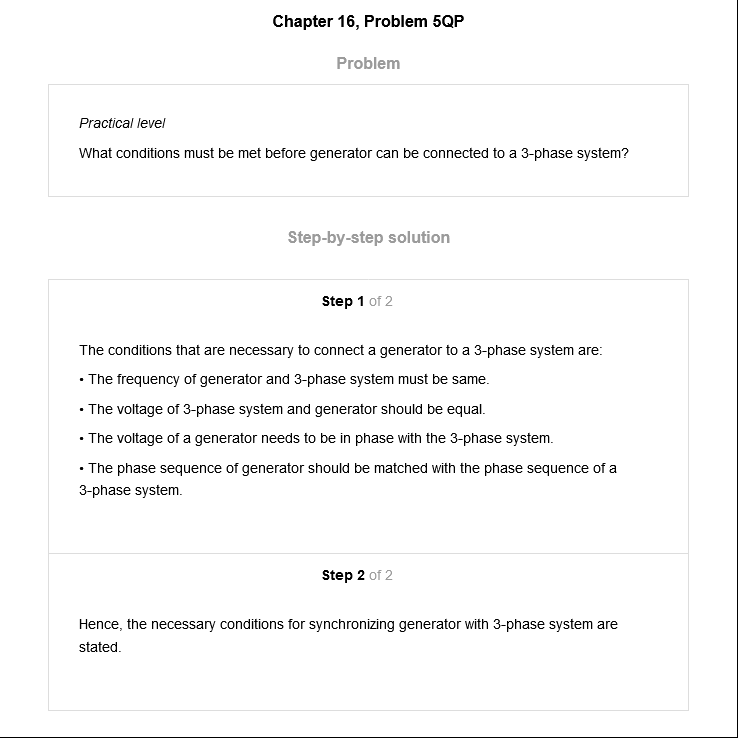 Chapter 16, Problem 5QP
Problem
Practical level
What conditions must be met before generator can be connected to a 3-phase system?
Step-by-step solution
Step 1 of 2
The conditions that are necessary to connect a generator to a 3-phase system are:
• The frequency of generator and 3-phase system must be same.
• The voltage of 3-phase system and generator should be equal.
• The voltage of a generator needs to be in phase with the 3-phase system.
• The phase sequence of generator should be matched with the phase sequence of a
3-phase system.
Step 2 of 2
Hence, the necessary conditions for synchronizing generator with 3-phase system are
stated.